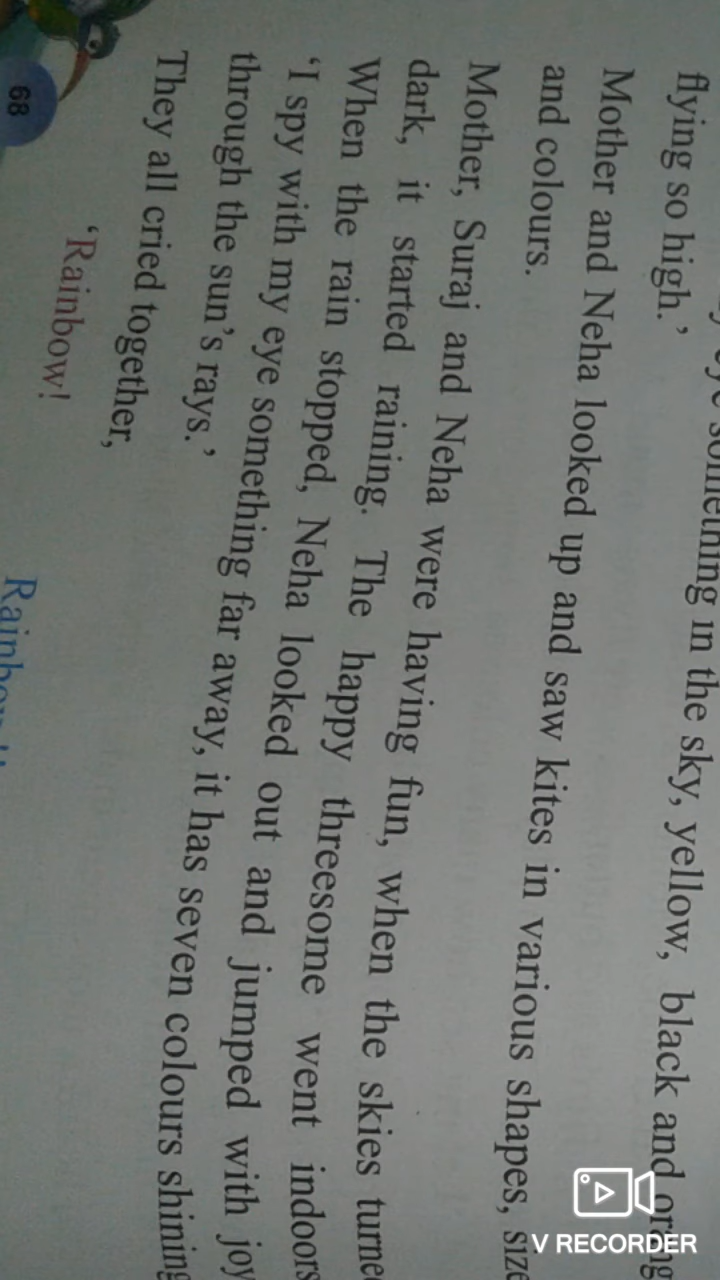 something in the sky, yellow, black and
flying so high.’
Mother and Neha looked up and saw kites in various shapes,
and colours.
Mother, Suraj and Neha were having fun, when the skies
dark, it started raining. The happy threesome went indoors
When the rain stopped, Neha looked out and jumped with joy
‘I spy with my eye something far away, it has seven colours shining
through the sun’s rays.’
They all cried together,
‘Rainbow!
68
V RECORDER